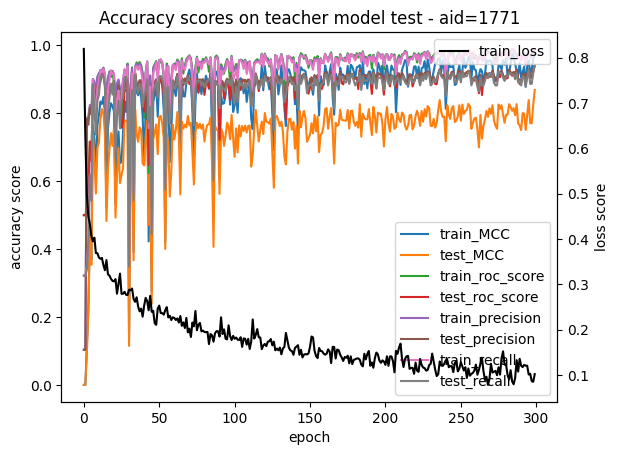 Accuracy scores on teacher model test - aid=1771
train_loss
1.0
0.8
0.6
0.4
0.2
0.0
accuracy score
0.8
0.7
0.6
0.5
0.4
0.3
0.2
0.1
loss score
train_MCC
test_MCC
train_roc_score
test_roc_score
train_precision
test_precision
train_recall
test_recall
0
50
100
150
200
250
300
epoch